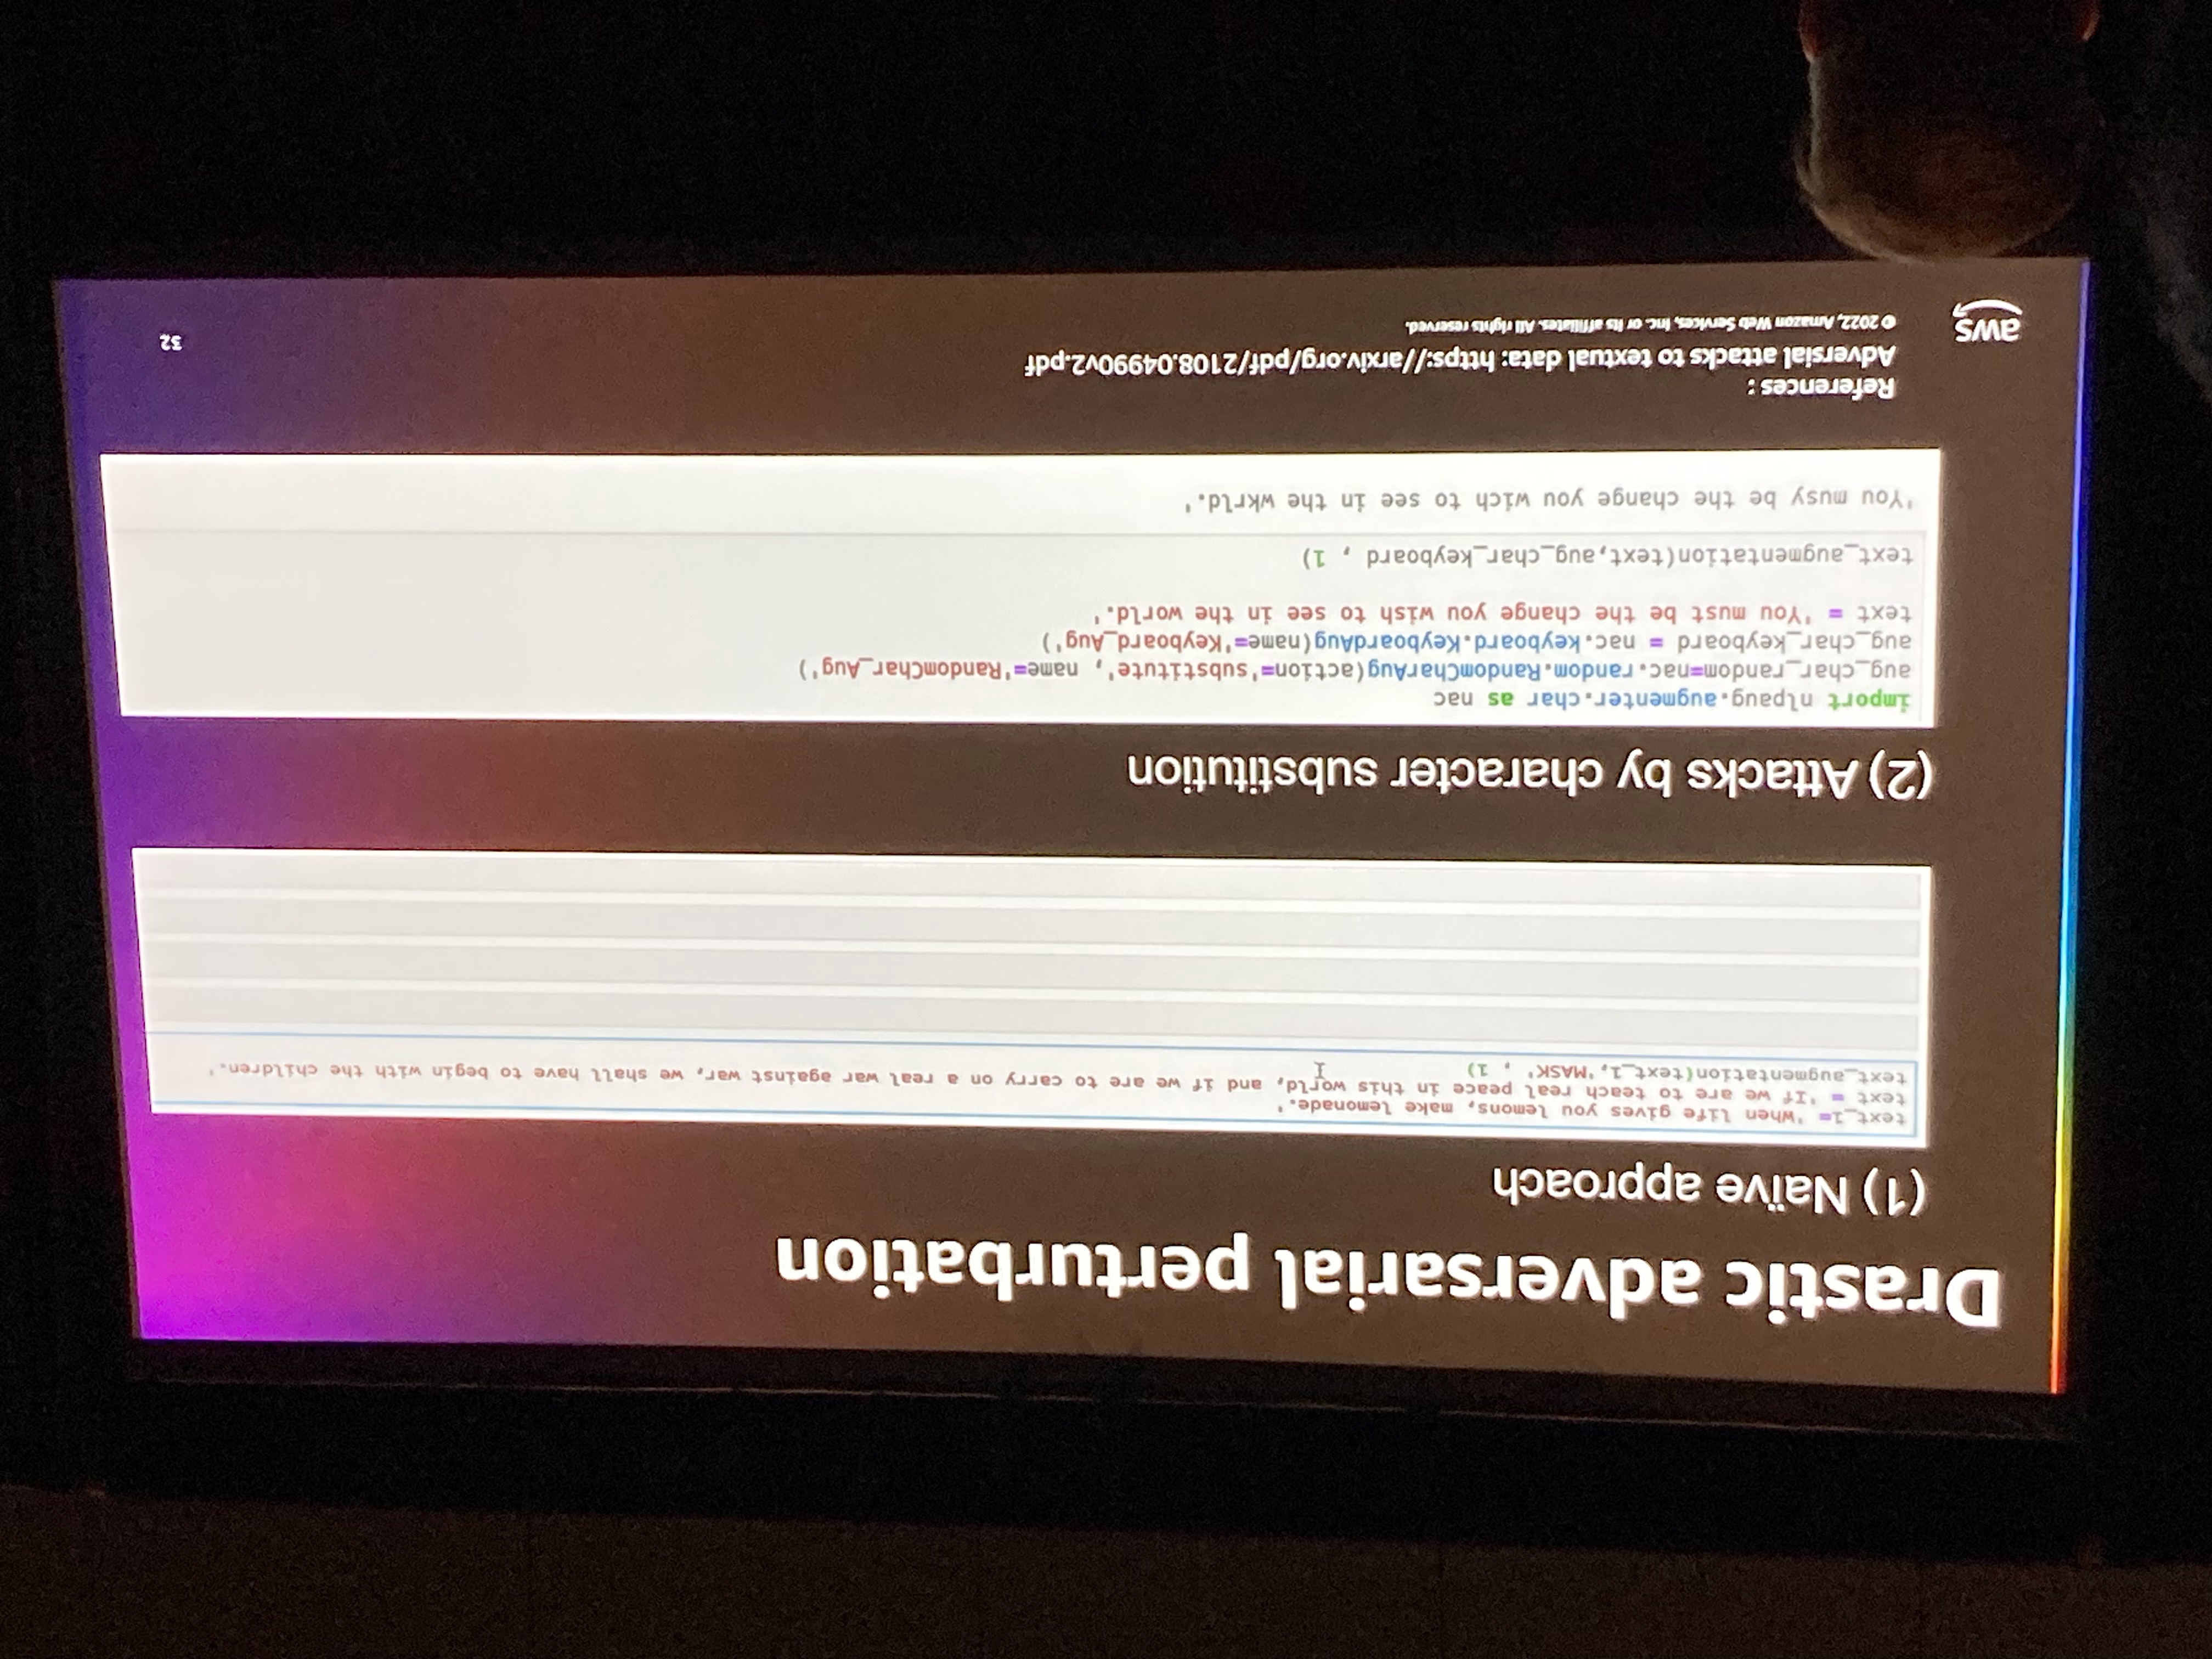 Drastic adversarial perturbation
(1) Naïve approach
text_1= 'When life gives you lemons, make lemonade.'
text = 'If we are to teach real peace in this world, and if we are to carry on a real war against war, we shall have to begin with the children.'
text_augmentation(text_1,'MASK' , 1)
(2) Attacks by character substitution
import nlpaug.augmenter.char as nac
aug_char_random=nac.random.RandomCharAug(action='substitute', name='RandomChar_Aug')
aug_char_keyboard = nac.keyboard.KeyboardAug(name='Keyboard_Aug')
text = 'You must be the change you wish to see in the world.'
text_augmentation(text,aug_char_keyboard , 1)
'You musy be the change you wich to see in the wkrld.'
References :
Adversial attacks to textual data: https://arxiv.org/pdf/2108.04990v2.pdf
aws
© 2022, Amazon Web Services, Inc. or its affiliates. All rights reserved.
32